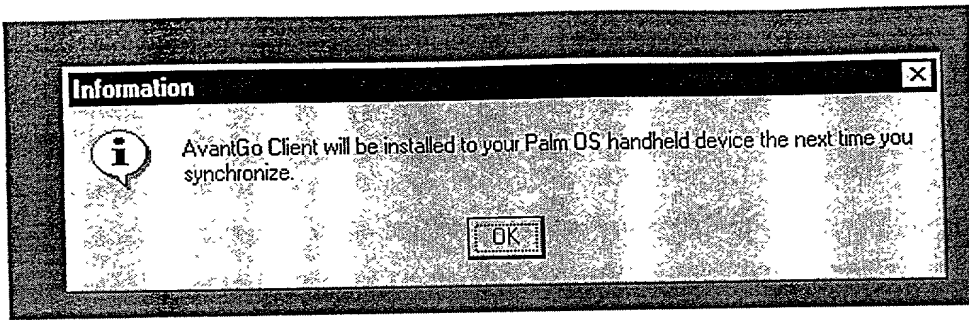 Information
AvantGo Client will be installed to your Palm OS handheld device the next time you
synchronize.
OK